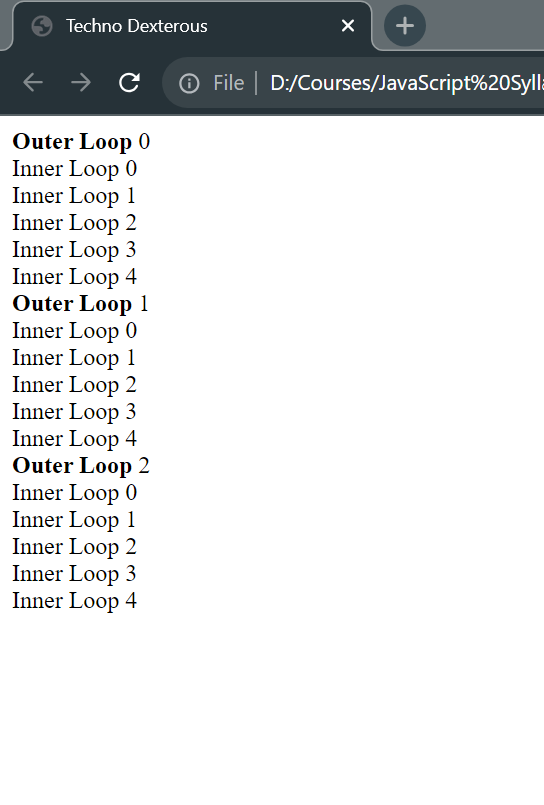 Techno Dexterous
File
D:/Courses/JavaScript%20Sylla
Outer Loop 0
Inner Loop 0
Inner Loop 1
Inner Loop 2
Inner Loop 3
Inner Loop 4
Outer Loop 1
Inner Loop 0
Inner Loop 1
Inner Loop 2
Inner Loop 3
Inner Loop 4
Outer Loop 2
Inner Loop 0
Inner Loop 1
Inner Loop 2
Inner Loop 3
Inner Loop 4